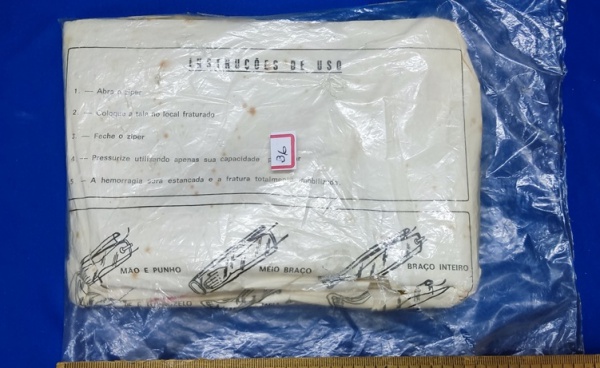 INSTRUÇÕES DE USO
1. — Abra o ziper
2. — Coloque a tala no local fraturado
3 — Feche o ziper
4 — Pressurize utilizando apenas sua capacidade
5 — A hemorragia sera estancada e a fratura totalmente
36
MÃO E PUNHO MEIO BRAÇO BRAÇO INTEIRO